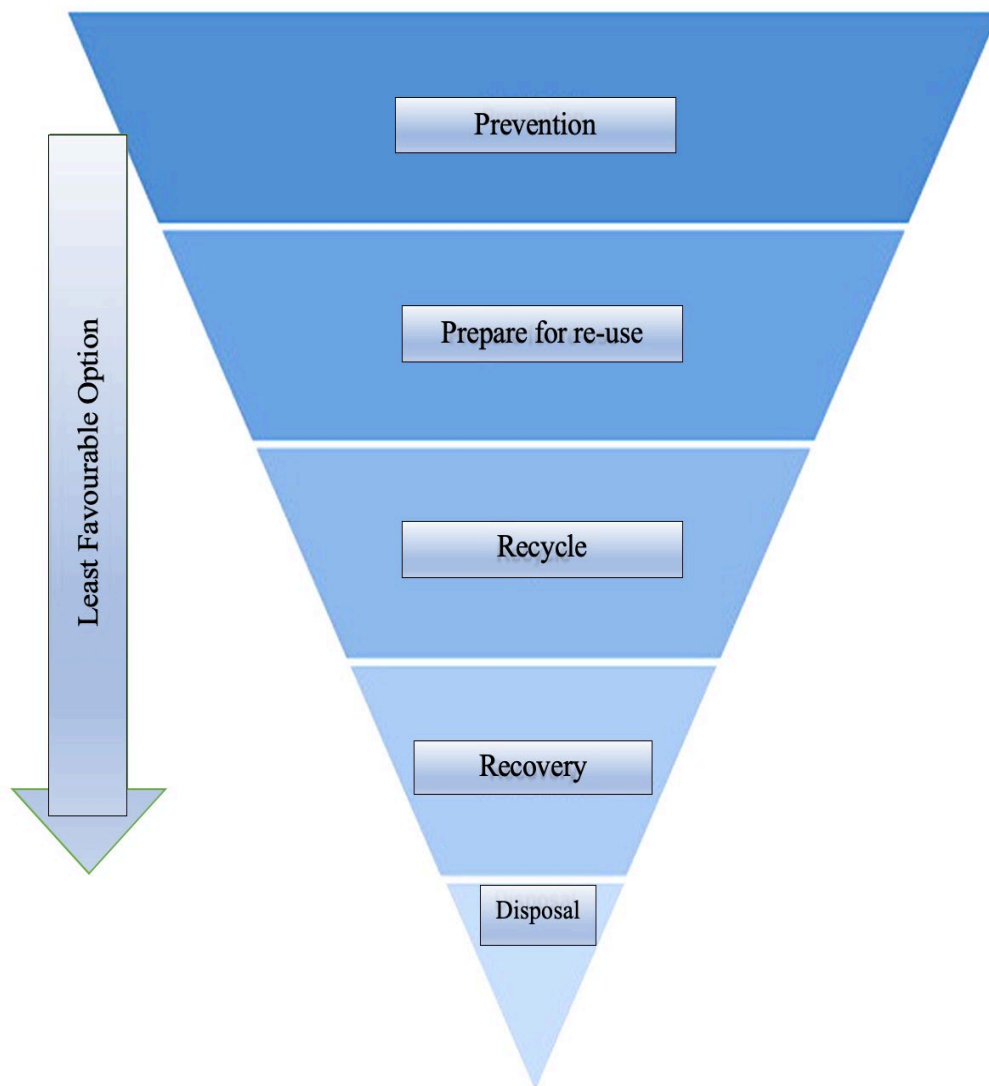 Prevention
Prepare for re-use
Recycle
Recovery
Disposal
Least Favourable Option